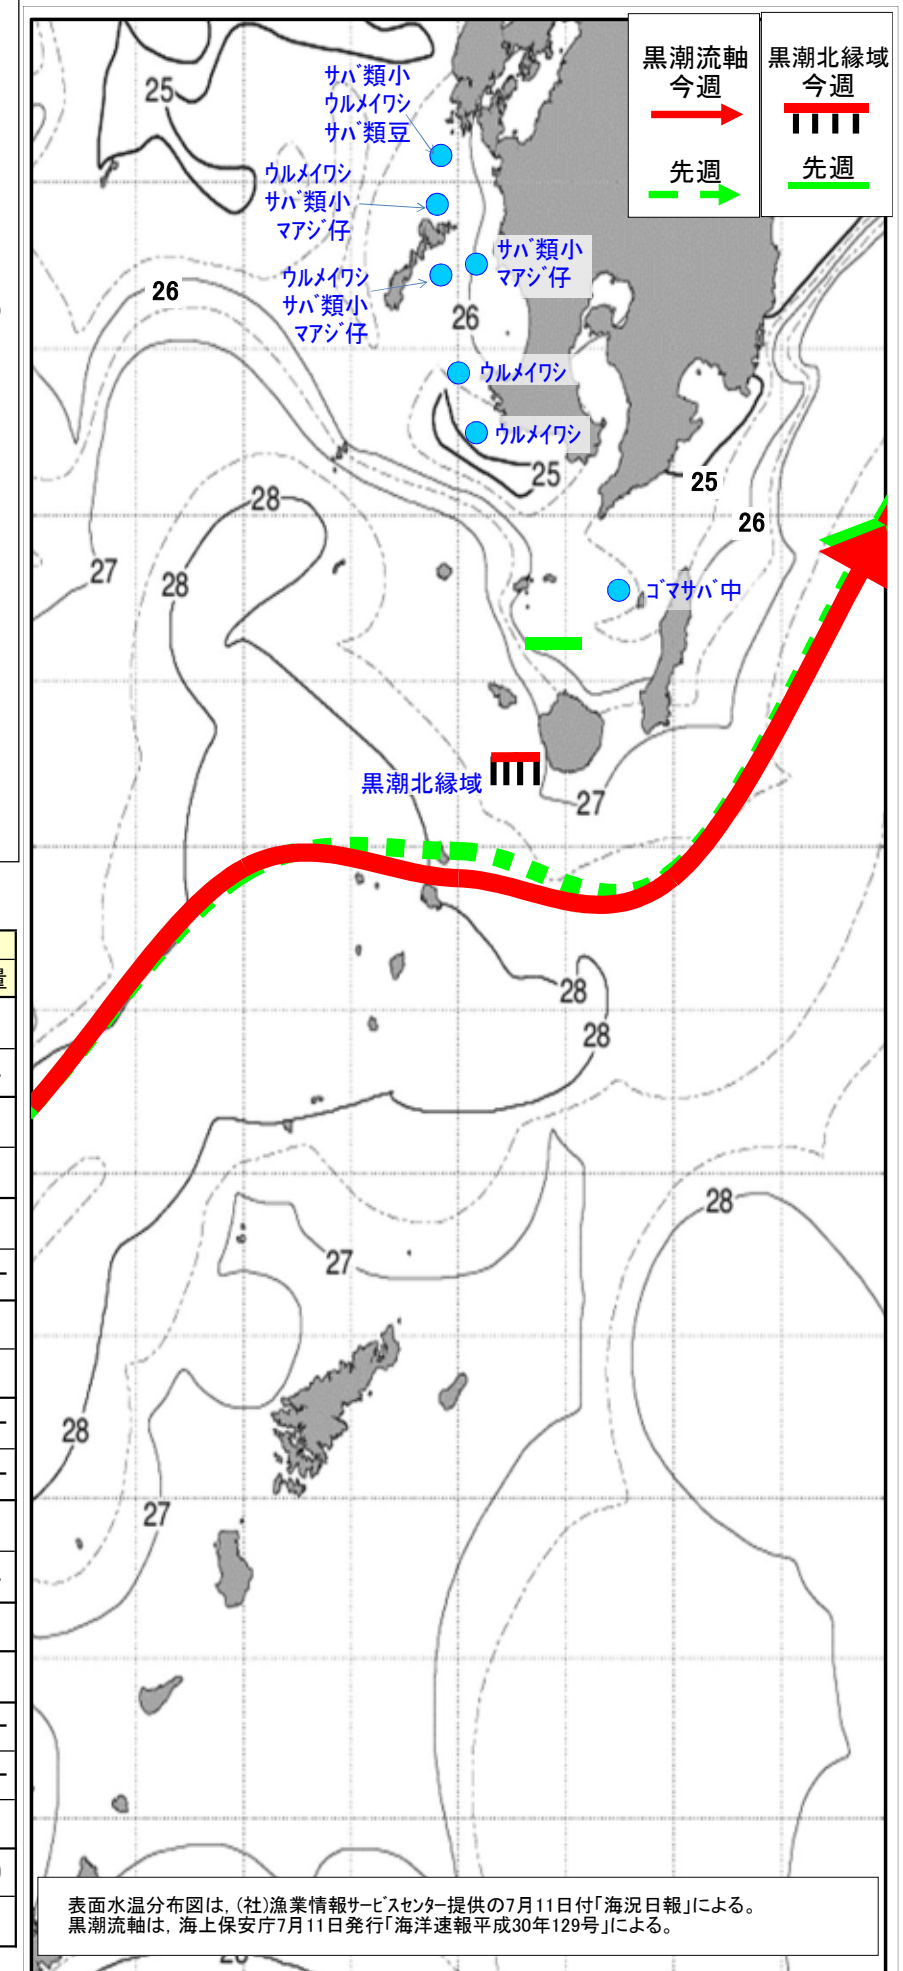 黒潮流軸
今週
先週
黒潮北縁域
今週
先週
25
ｻﾊﾞ類小
ｳﾙﾒｲﾜｼ
ｻﾊﾞ類豆
ｳﾙﾒｲﾜｼ
ｻﾊﾞ類小
ﾏｱｼﾞ仔
ｻﾊﾞ類小
ﾏｱｼﾞ仔
ｳﾙﾒｲﾜｼ
ｻﾊﾞ類小
ﾏｱｼﾞ仔
26
26
ｳﾙﾒｲﾜｼ
ｳﾙﾒｲﾜｼ
25
25
28
26
27
28
ｺﾞﾏｻﾊﾞ中
黒潮北縁域
27
量
28
28
28
27
28
27
表面水温分布図は, (社)漁業情報ｻｰﾋﾞｽｾﾝﾀｰ提供の7月11日付｢海況日報｣による。
黒潮流軸は, 海上保安庁7月11日発行｢海洋速報平成30年129号｣による。